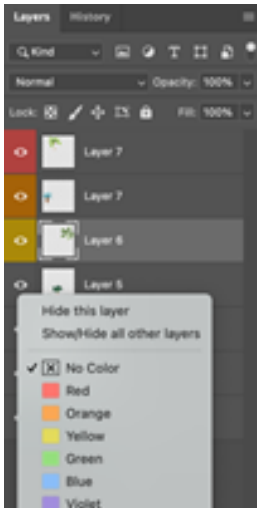 Layers History
Kind
Normal Opacity: 100%
Lock: Fill: 100%
Layer 7
Layer 7
Layer 6
Layer 5
Hide this layer
Show/Hide all other layers
No Color
Red
Orange
Yellow
Green
Blue
Violet